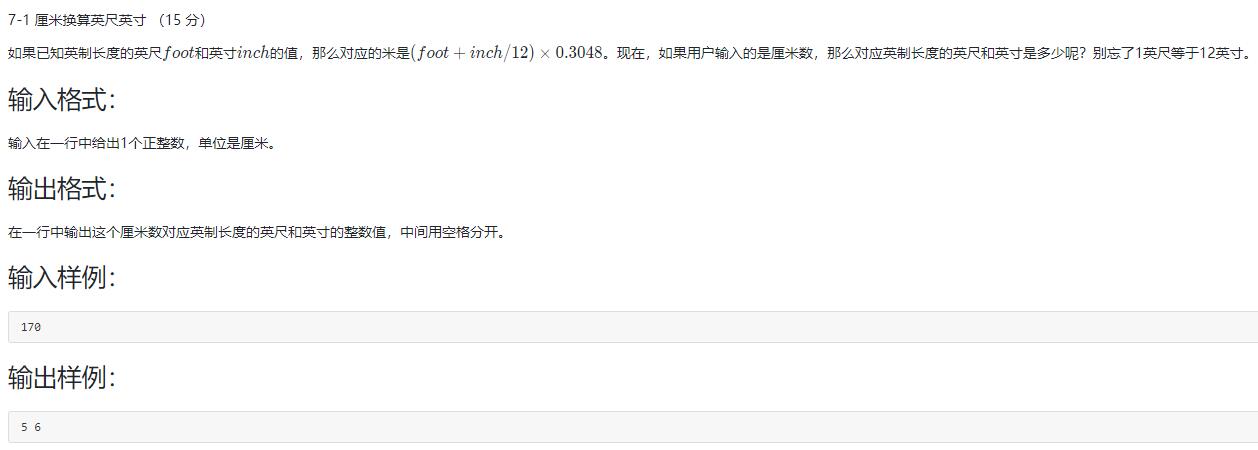 7-1 厘米换算英尺英寸 （15 分）
如果已知英制长度的英尺foot和英寸inch的值，那么对应的米是(foot + inch/12) × 0.3048。现在，如果用户输入的是厘米数，那么对应英制长度的英尺和英寸是多少呢？别忘了1英尺等于12英寸。
输入格式：
输入在一行中给出1个正整数，单位是厘米。
输出格式：
在一行中输出这个厘米数对应英制长度的英尺和英寸的整数值，中间用空格分开。
输入样例：
170
输出样例：
5 6